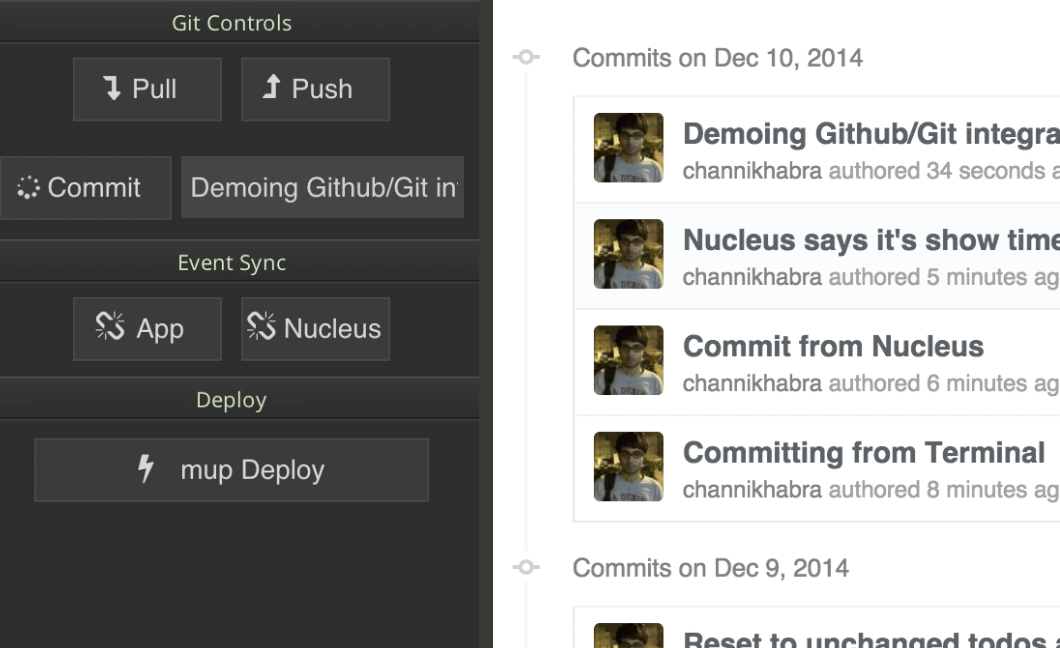 Git Controls
Pull
Push
Commit
Demoing Github/Git in
Event Sync
App
Nucleus
Deploy
mup Deploy
Commits on Dec 10, 2014
Demoing Github/Git integra
channikhabra authored 34 seconds a
Nucleus says it's show time
channikhabra authored 5 minutes ag
Commit from Nucleus
channikhabra authored 6 minutes ag
Committing from Terminal
channikhabra authored 8 minutes ag
Commits on Dec 9, 2014
Reset to unchanged todos a